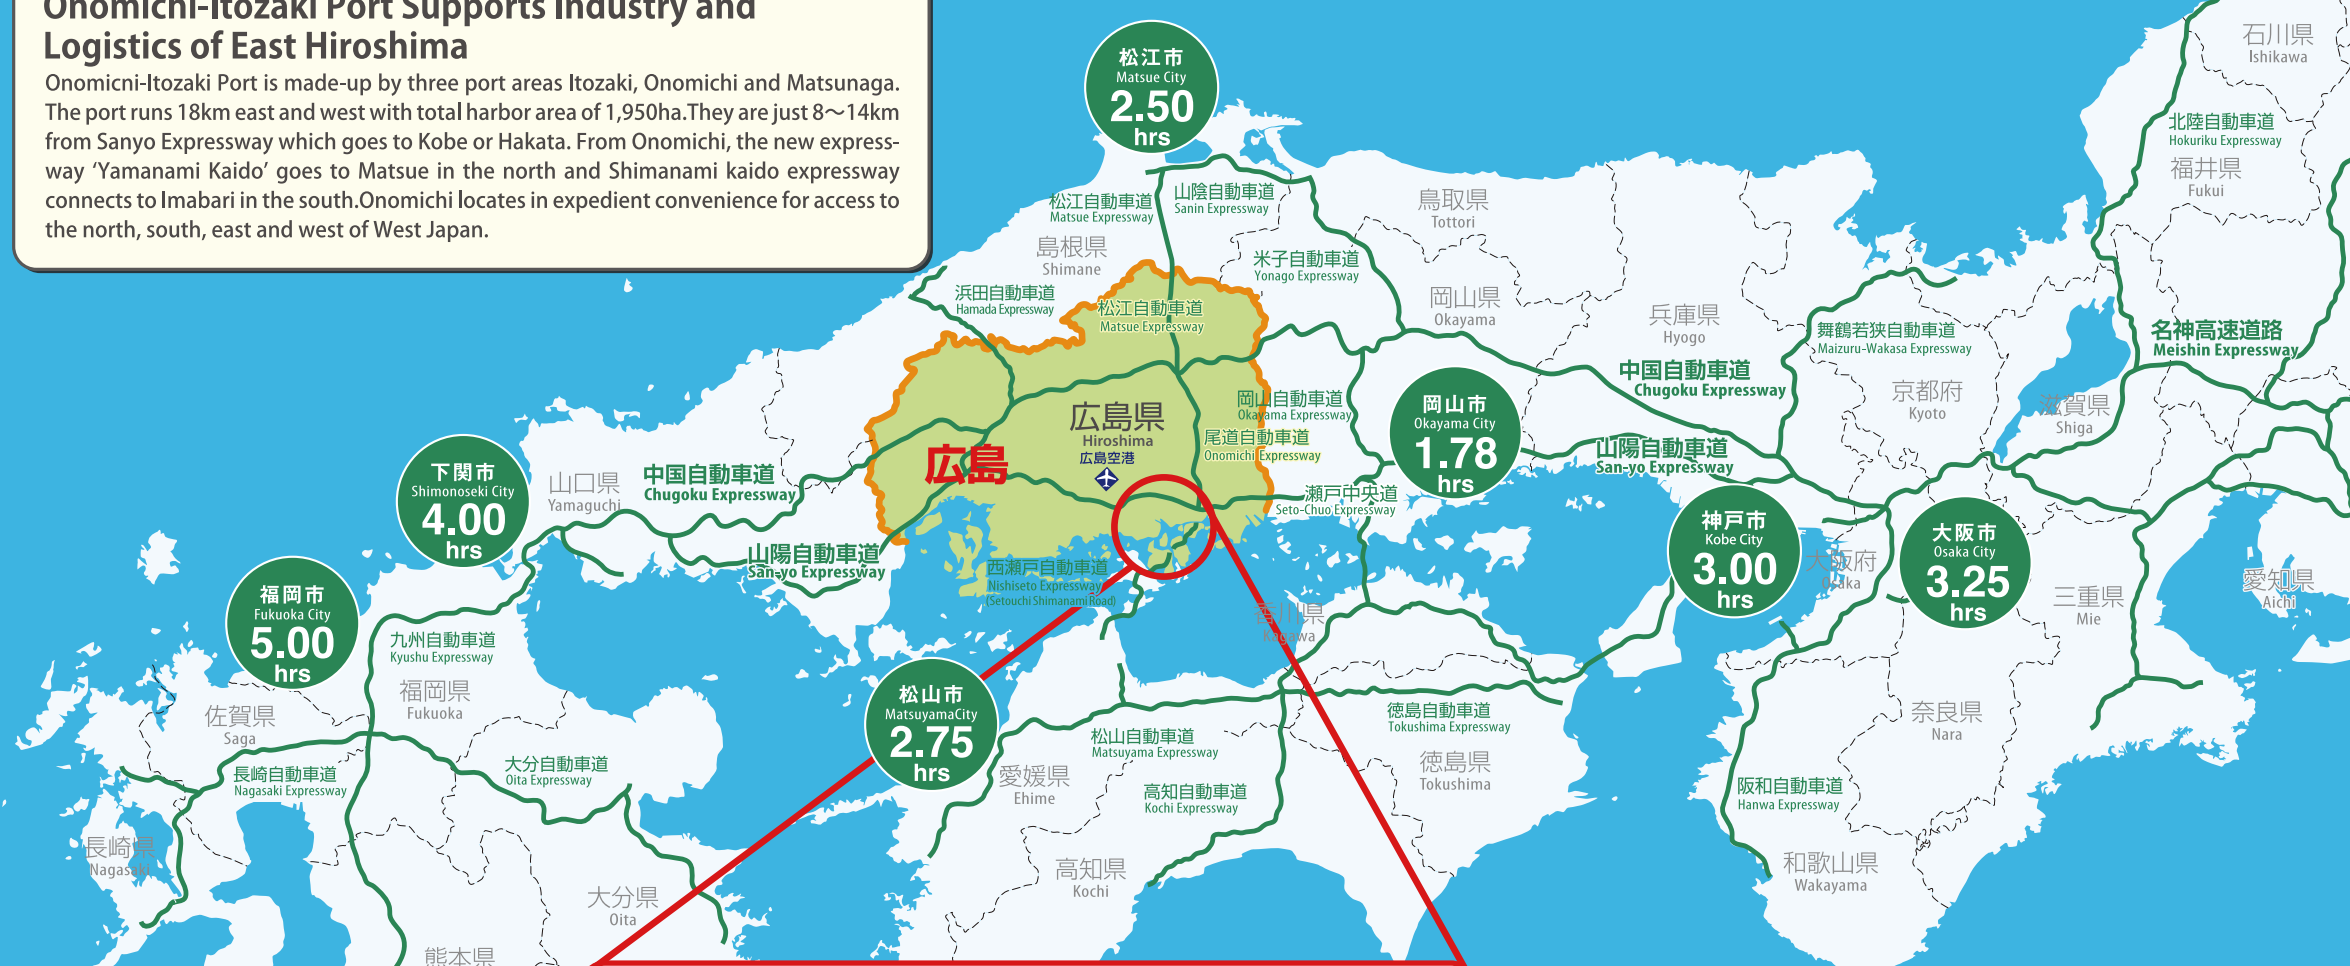 Onomichi-Itozaki Port Supports Industry and
Logistics of East Hiroshima
Onomicni-Itozaki Port is made-up by three port areas Itozaki, Onomichi and Matsunaga.
The port runs 18km east and west with total harbor area of 1,950ha.They are just 8～14km
from Sanyo Expressway which goes to Kobe or Hakata. From Onomichi, the new express-
way ‘Yamanami Kaido’ goes to Matsue in the north and Shimanami kaido expressway
connects to Imabari in the south.Onomichi locates in expedient convenience for access to
the north, south, east and west of West Japan.
松江市
Matsue City
2.50
hrs
石川県
Ishikawa
北陸自動車道
Hokuriku Expressway
福井県
Fukui
松江自動車道
Matsue Expressway
山陰自動車道
Sanin Expressway
鳥取県
Tottori
島根県
Shimane
米子自動車道
Yonago Expressway
浜田自動車道
Hamada Expressway
松江自動車道
Matsue Expressway
岡山県
Okayama
兵庫県
Hyogo
舞鶴若狭自動車道
Maizuru-Wakasa Expressway
名神高速道路
Meishin Expressway
中国自動車道
Chugoku Expressway
京都府
Kyoto
滋賀県
Shiga
岡山自動車道
Okayama Expressway
岡山市
Okayama City
1.78
hrs
広島県
Hiroshima
広島空港
広島
尾道自動車道
Onomichi Expressway
山陽自動車道
San-yo Expressway
下関市
Shimonoseki City
4.00
hrs
山口県
Yamaguchi
中国自動車道
Chugoku Expressway
瀬戸中央道
Seto-Chuo Expressway
神戸市
Kobe City
3.00
hrs
大阪府
Osaka
大阪市
Osaka City
3.25
hrs
三重県
Mie
愛知県
Aichi
山陽自動車道
San-yo Expressway
西瀬戸自動車道
Nishiseto Expressway
(Setouchi Shimanami Road)
福岡市
Fukuoka City
5.00
hrs
香川県
Kagawa
九州自動車道
Kyushu Expressway
福岡県
Fukuoka
松山市
MatsuyamaCity
2.75
hrs
佐賀県
Saga
徳島自動車道
Tokushima Expressway
奈良県
Nara
松山自動車道
Matsuyama Expressway
長崎自動車道
Nagasaki Expressway
大分自動車道
Oita Expressway
愛媛県
Ehime
徳島県
Tokushima
高知自動車道
Kochi Expressway
阪和自動車道
Hanwa Expressway
長崎県
Nagasaki
高知県
Kochi
和歌山県
Wakayama
大分県
Oita
熊本県